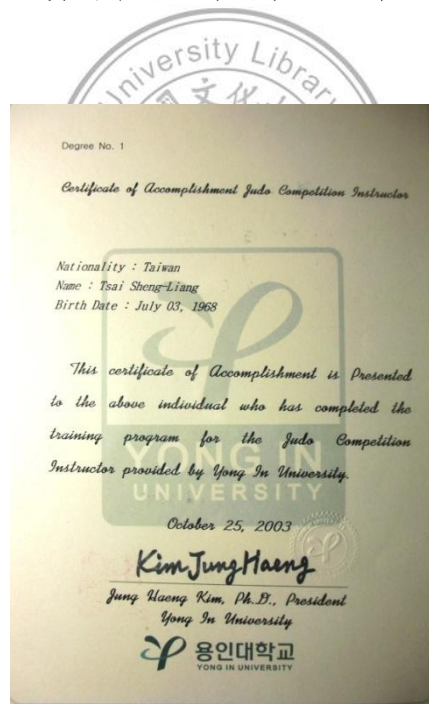 University Library
Degree No. 1
Certificate of Accomplishment Judo Competition Instructor
Nationality : Taiwan
Name : Tsai Sheng-Liang
Birth Date : July 03, 1968
This certificate of Accomplishment is Presented
to the above individual who has completed the
training program for the Judo Competition
Instructor provided by Yong In University.
YONG IN
UNIVERSITY
October 25, 2003
Kim Jung Haeng
Jung Haeng Kim, Ph.D., President
Yong In University
용인대학교
YONG IN UNIVERSITY